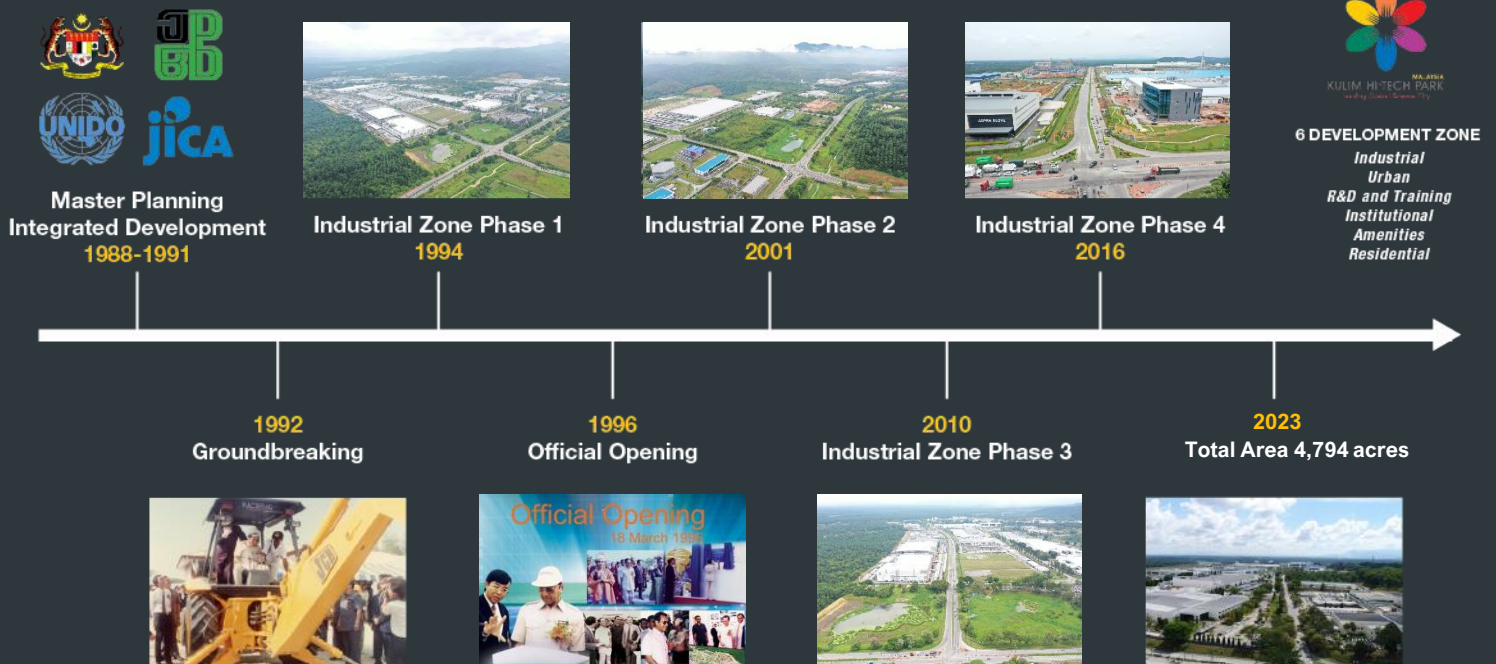 JPBD
UNIDO
jICA
Master Planning
Integrated Development
1988-1991
Industrial Zone Phase 1
1994
Industrial Zone Phase 2
2001
Industrial Zone Phase 4
2016
MALAYSIA
KULIM HI-TECH PARK
6 DEVELOPMENT ZONE
Industrial
Urban
R&D and Training
Institutional
Amenities
Residential
1992
Groundbreaking
1996
Official Opening
2010
Industrial Zone Phase 3
2023
Total Area 4,794 acres
JCB
Official Opening
18 March 1996